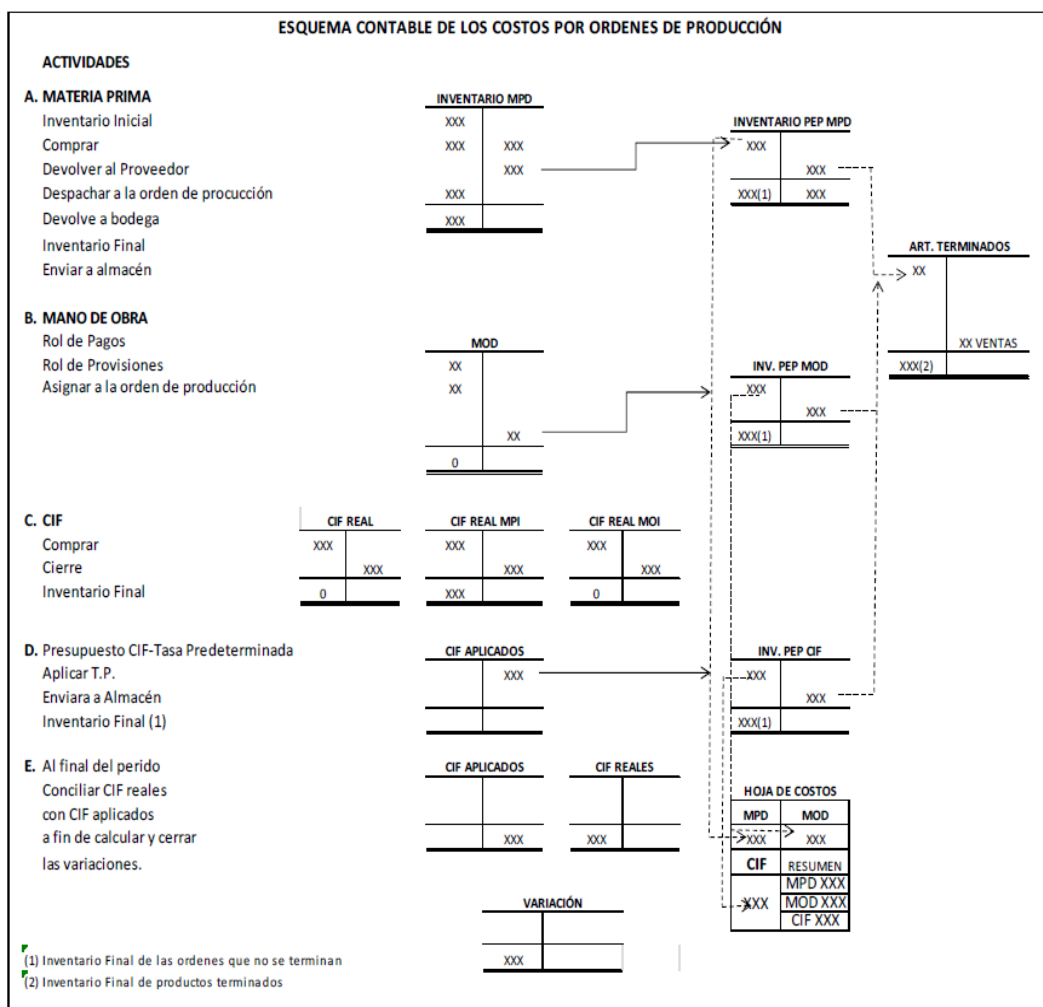 ESQUEMA CONTABLE DE LOS COSTOS POR ORDENES DE PRODUCCIÓN
ACTIVIDADES
A. MATERIA PRIMA
Inventario Inicial
Comprar
Devolver al Proveedor
Despachar a la orden de procucción
Devolve a bodega
Inventario Final
Enviar a almacén
INVENTARIO MPD
XXX
XXX XXX
XXX
XXX
XXX
INVENTARIO PEP MPD
XXX
XXX
XXX(1) XXX
ART. TERMINADOS
XX
XX VENTAS
XXX(2)
B. MANO DE OBRA
Rol de Pagos
Rol de Provisiones
Asignar a la orden de producción
MOD
XX
XX
XX
0
INV. PEP MOD
XXX
XXX
XXX(1)
C. CIF
Comprar
Cierre
Inventario Final
CIF REAL
XXX
XXX
0
CIF REAL MPI
XXX
XXX
XXX
CIF REAL MOI
XXX
XXX
0
D. Presupuesto CIF-Tasa Predeterminada
Aplicar T.P.
Enviara a Almacén
Inventario Final (1)
CIF APLICADOS
XXX
INV. PEP CIF
XXX
XXX
XXX(1)
E. Al final del perido
Conciliar CIF reales
con CIF aplicados
a fin de calcular y cerrar
las variaciones.
CIF APLICADOS
XXX
CIF REALES
XXX
HOJA DE COSTOS
MPD MOD
XXX XXX
CIF RESUMEN
XXX
MPD XXX
MOD XXX
CIF XXX
VARIACIÓN
XXX
(1) Inventario Final de las ordenes que no se terminan
(2) Inventario Final de productos terminados